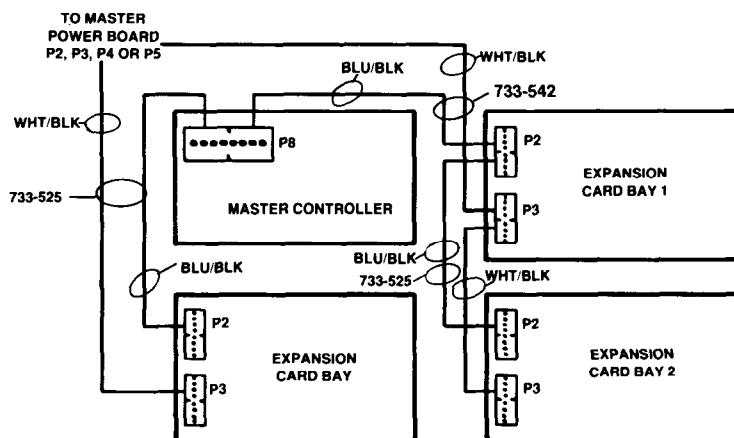 TO MASTER
POWER BOARD
P2, P3, P4 OR P5
WHT/BLK
BLU/BLK
733-542
WHT/BLK
P8
P2
EXPANSION
CARD BAY 1
733-525
MASTER CONTROLLER
P3
BLU/BLK
BLU/BLK
733-525
WHT/BLK
P2
P2
EXPANSION
CARD BAY
EXPANSION
CARD BAY 2
P3
P3